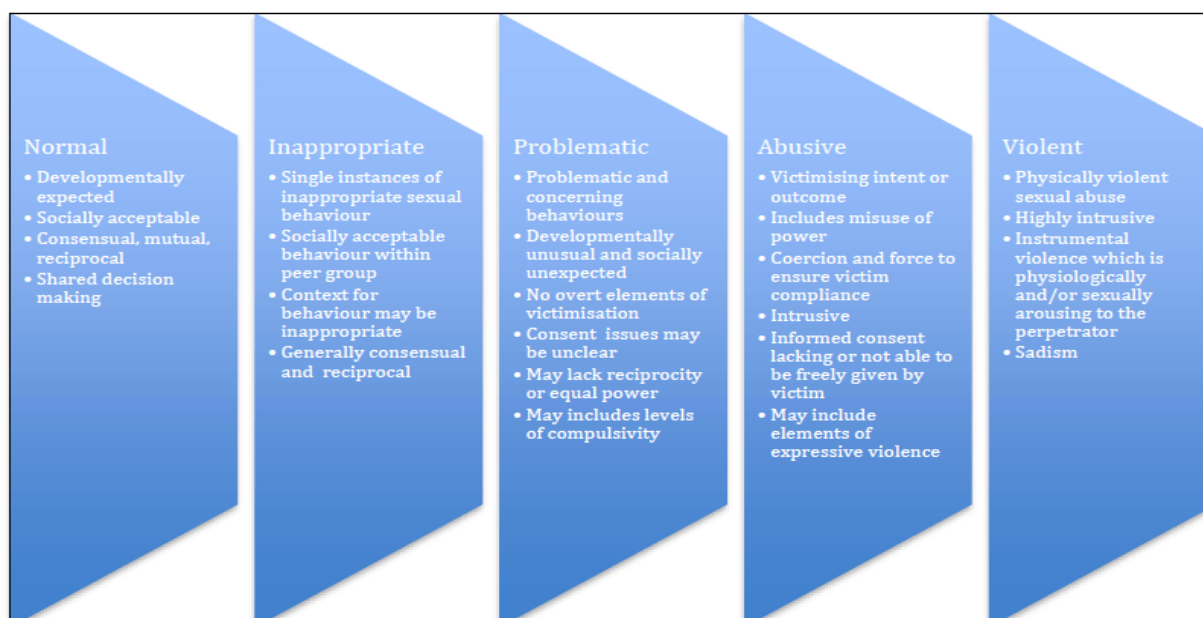 Normal
• Developmentally
expected
• Socially acceptable
• Consensual, mutual,
reciprocal
• Shared decision
making
Inappropriate
• Single instances of
inappropriate sexual
behaviour
• Socially acceptable
behaviour within
peer group
• Context for
behaviour may be
inappropriate
• Generally consensual
and reciprocal
Problematic
• Problematic and
concerning
behaviours
• Developmentally
unusual and socially
unexpected
• No overt elements of
victimisation
• Consent issues may
be unclear
• May lack reciprocity
or equal power
• May includes levels
of compulsivity
Abusive
• Victimising intent or
outcome
• Includes misuse of
power
• Coercion and force to
ensure victim
compliance
• Intrusive
• Informed consent
lacking or not able to
be freely given by
victim
• May include
elements of
expressive violence
Violent
• Physically violent
sexual abuse
• Highly intrusive
• Instrumental
violence which is
physiologically
and/or sexually
arousing to the
perpetrator
• Sadism